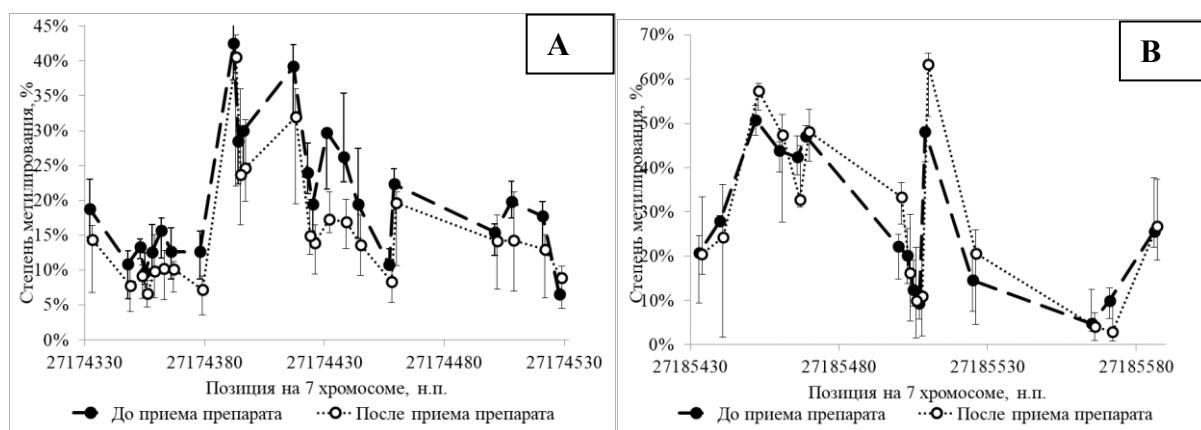 A
Степень метилирования, %
45%
40%
35%
30%
25%
20%
15%
10%
5%
0%
27174330 27174380 27174430 27174480 27174530
Позиция на 7 хромосоме, н.п.
До приема препарата После приема препарата
B
Степень метилирования, %
70%
60%
50%
40%
30%
20%
10%
0%
27185430 27185480 27185530 27185580
Позиция на 7 хромосоме, н.п.
До приема препарата После приема препарата